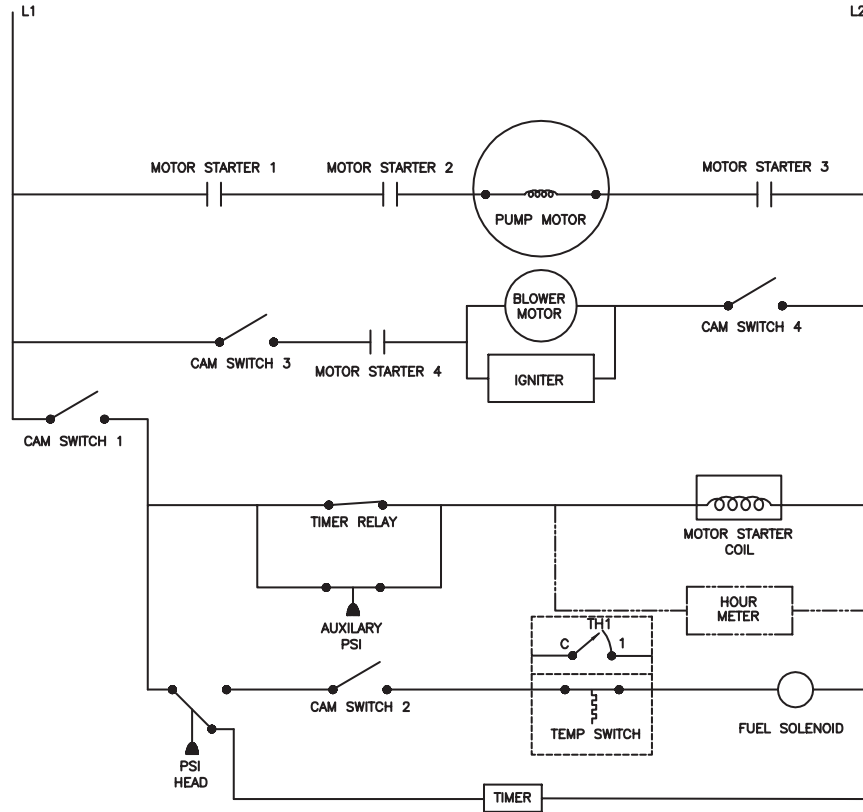 L1
L2
MOTOR STARTER 1
MOTOR STARTER 2
MOTOR STARTER 3
PUMP MOTOR
BLOWER
MOTOR
CAM SWITCH 4
CAM SWITCH 3
MOTOR STARTER 4
IGNITER
CAM SWITCH 1
TIMER RELAY
MOTOR STARTER
COIL
AUXILARY
PSI
HOUR
METER
TH1
C
1
CAM SWITCH 2
TEMP SWITCH
FUEL SOLENOID
PSI
HEAD
TIMER